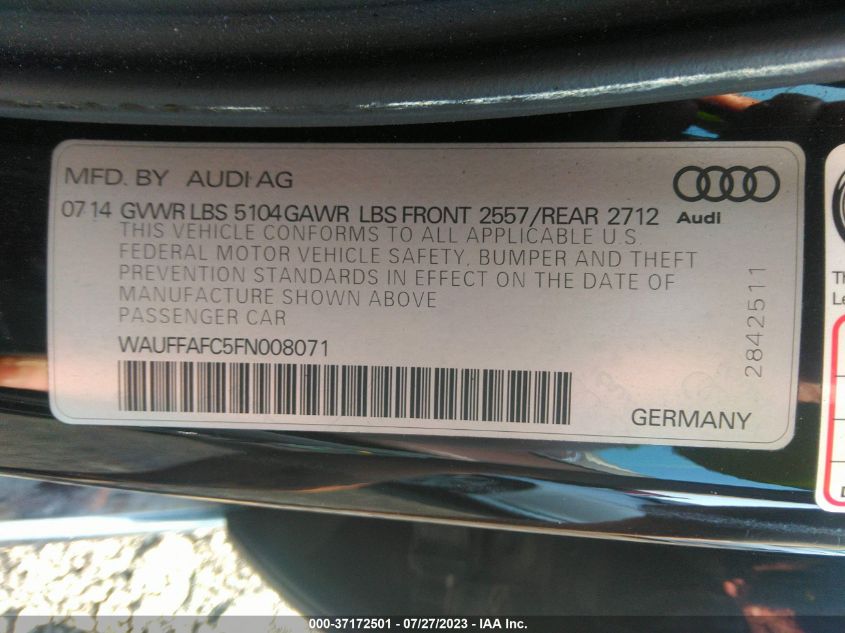 MFD. BY AUDI AG
07 14 GVWR LBS 5104 GAWR LBS FRONT 2557/REAR 2712
Audi
THIS VEHICLE CONFORMS TO ALL APPLICABLE U.S.
FEDERAL MOTOR VEHICLE SAFETY, BUMPER AND THEFT
PREVENTION STANDARDS IN EFFECT ON THE DATE OF
MANUFACTURE SHOWN ABOVE
PASSENGER CAR
WAUFFAFC5FN008071
2842511
GERMANY
Th
Le
D
000-37172501 - 07/27/2023 - IAA Inc.